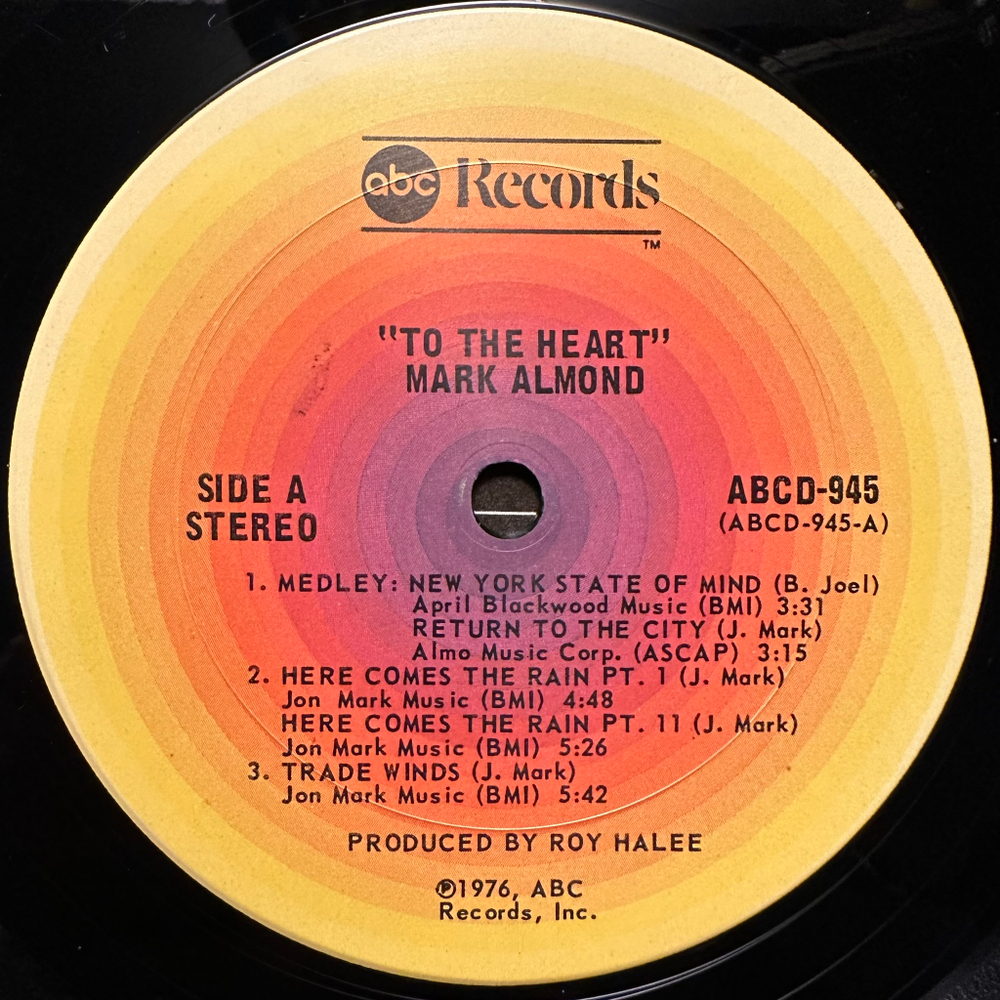 abc Records
TM
"TO THE HEART"
MARK ALMOND
SIDE A
STEREO
ABCD-945
(ABCD-945-A)
1. MEDLEY: NEW YORK STATE OF MIND (B. Joel)
April Blackwood Music (BMI) 3:31
RETURN TO THE CITY (J. Mark)
Almo Music Corp. (ASCAP) 3:15
2. HERE COMES THE RAIN PT. 1 (J. Mark)
Jon Mark Music (BMI) 4:48
HERE COMES THE RAIN PT. 11 (J. Mark)
Jon Mark Music (BMI) 5:26
3. TRADE WINDS (J. Mark)
Jon Mark Music (BMI) 5:42
PRODUCED BY ROY HALEE
℗1976, ABC
Records, Inc.